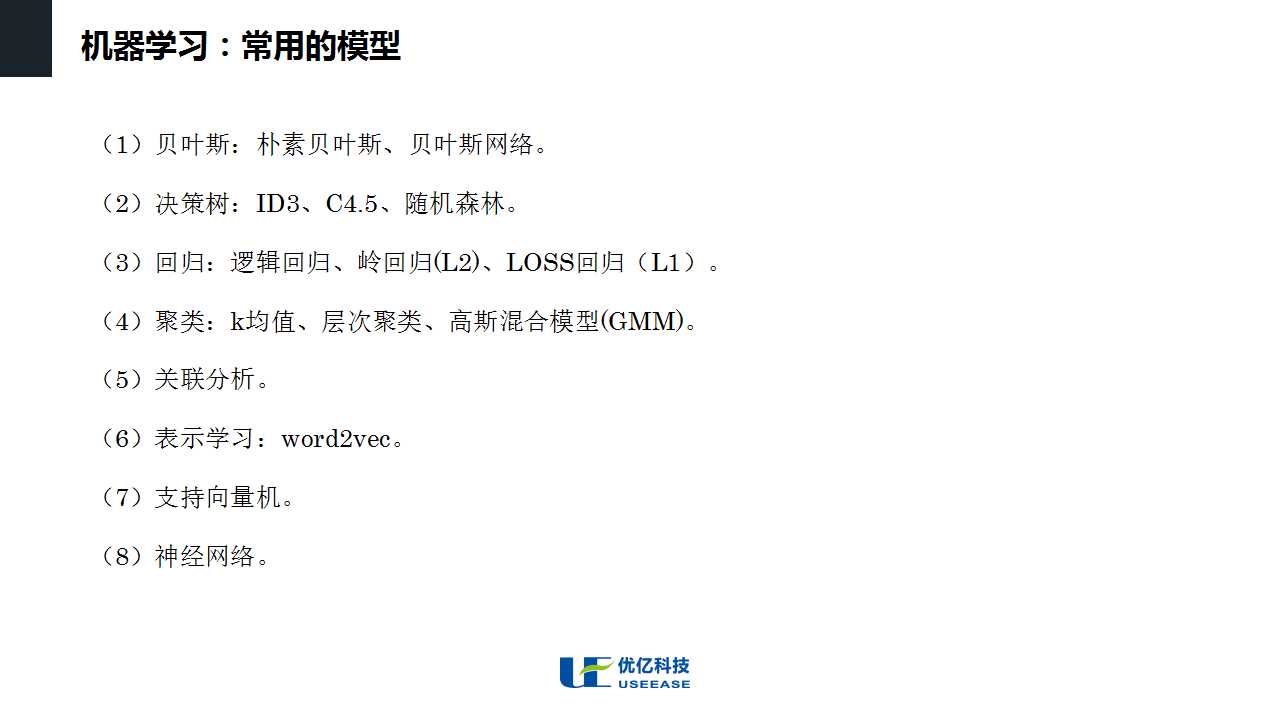 机器学习：常用的模型
（1）贝叶斯：朴素贝叶斯、贝叶斯网络。
（2）决策树：ID3、C4.5、随机森林。
（3）回归：逻辑回归、岭回归(L2)、LOSS回归（L1）。
（4）聚类：k均值、层次聚类、高斯混合模型(GMM)。
（5）关联分析。
（6）表示学习：word2vec。
（7）支持向量机。
（8）神经网络。
UE 优亿科技
USEEASE